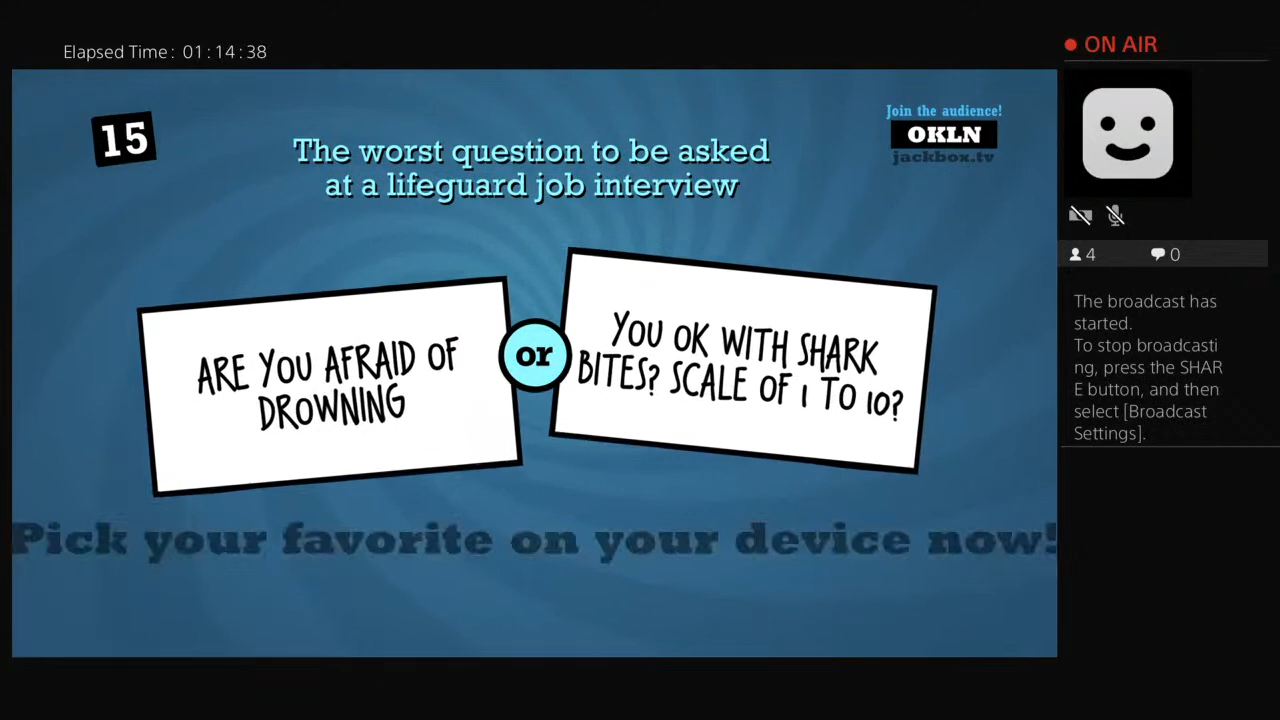 Elapsed Time: 01:14:38
ON AIR
15
The worst question to be asked
at a lifeguard job interview
Join the audience!
OKLN
jackbox.tv
ARE YOU AFRAID OF
DROWNING
or
YOU OK WITH SHARK
BITES? SCALE OF 1 TO 10?
Pick your favorite on your device now!
4
0
The broadcast has
started.
To stop broadcasti
ng, press the SHAR
E button, and then
select [Broadcast
Settings].